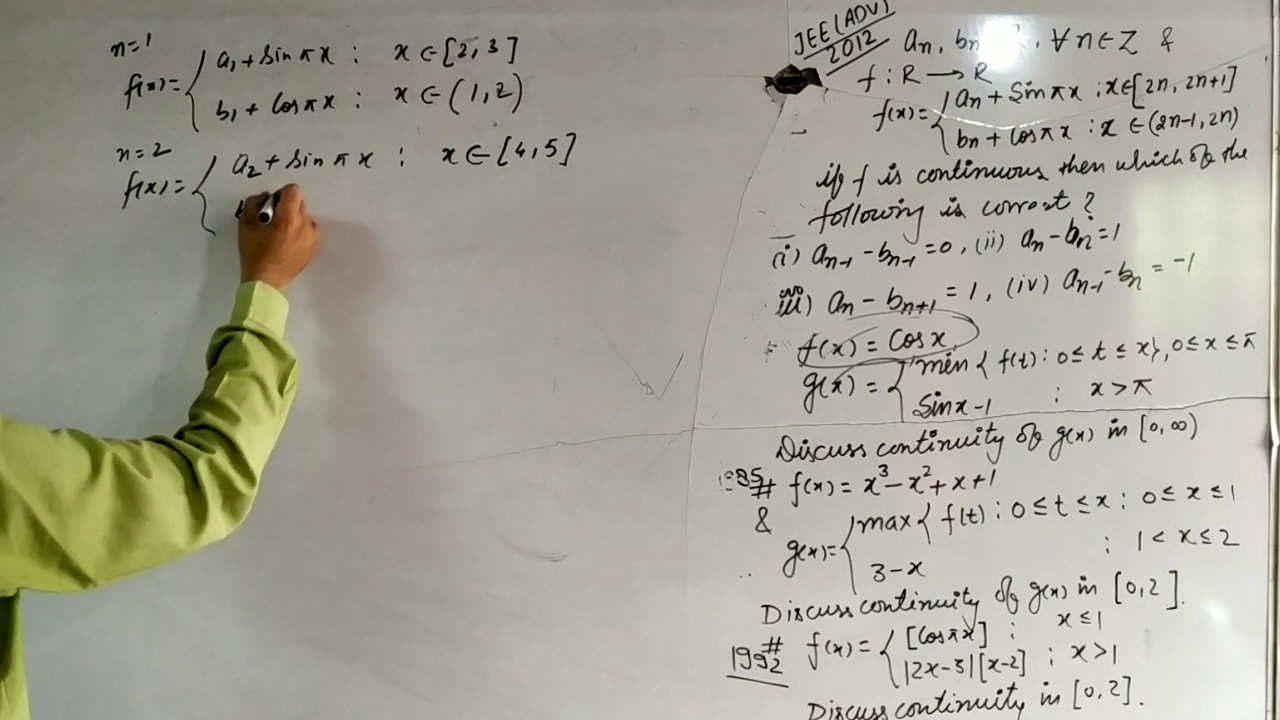 n=1
f(x)= { a₁ + sin πx : x ∈ [2, 3]
b₁ + cos πx : x ∈ (1, 2)
n=2
f(x)= { a₂ + sin πx : x ∈ [4, 5]
JEE (ADV) 2012
an, bn , ∀ n ∈ Z &
f : R → R
f(x)= { an + sin πx ; x∈[2n, 2n+1]
bn + cos πx : x ∈ (2n-1, 2n)
if f is continuous then which of the
following is correct?
(i) an-1 - bn-1 = 0, (ii) an - bn = 1
iii) an - bn+1 = 1, (iv) an-1 - bn = -1
f(x) = cos x
g(x) = { min { f(t) : 0 ≤ t ≤ x}, 0 ≤ x ≤ π
sin x - 1 : x > π
Discuss continuity of g(x) in [0, ∞)
1985 # f(x) = x³ - x² + x + 1
&
g(x)= { max { f(t) : 0 ≤ t ≤ x : 0 ≤ x ≤ 1
3 - x : 1 < x ≤ 2
Discuss continuity of g(x) in [0, 2].
1992 # f(x) = { [cos πx] : x ≤ 1
|2x-3|[x-2] : x > 1
Discuss continuity in [0, 2].